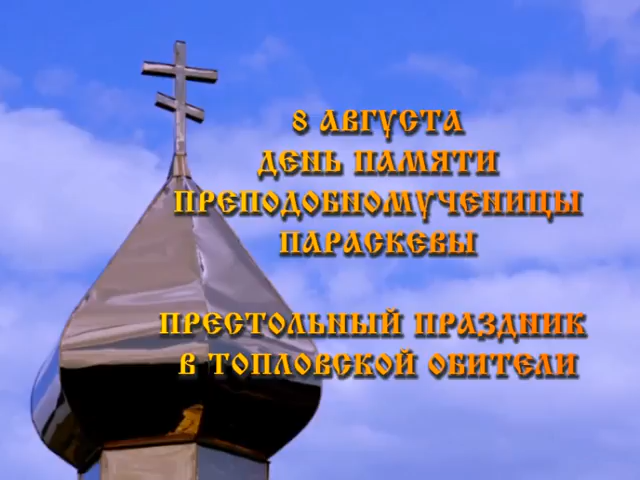 8 АВГУСТА
ДЕНЬ ПАМЯТИ
ПРЕПОДОБНОМУЧЕНИЦЫ
ПАРАСКЕВЫ
ПРЕСТОЛЬНЫЙ ПРАЗДНИК
В ТОПЛОВСКОЙ ОБИТЕЛИ